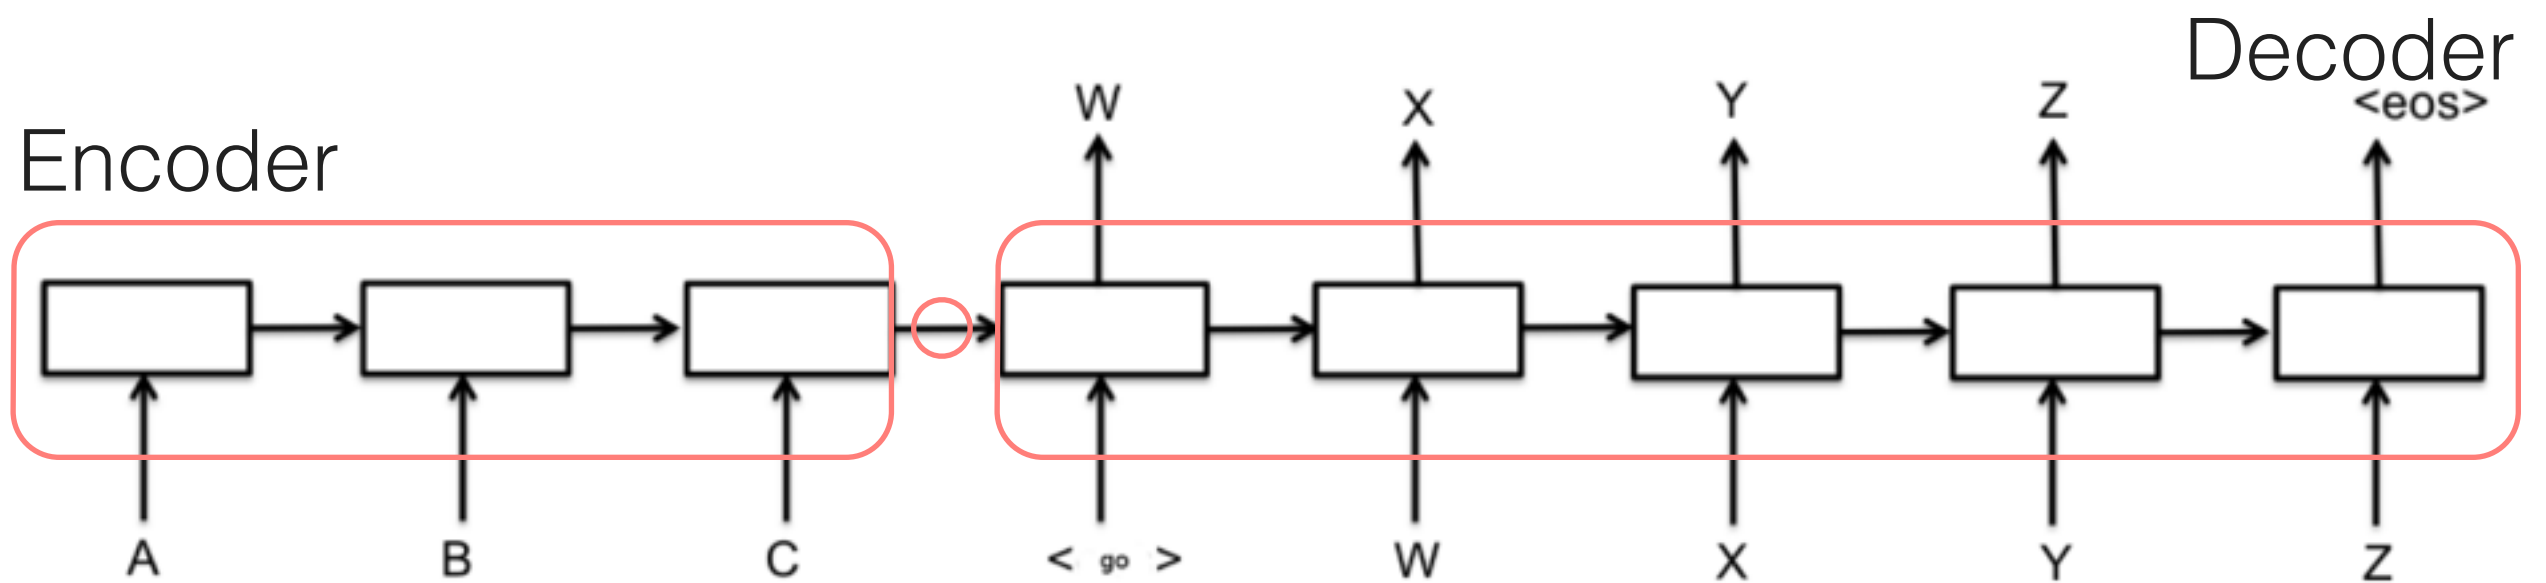 Decoder
Encoder
W X Y Z <eos>
A B C < go > W X Y Z